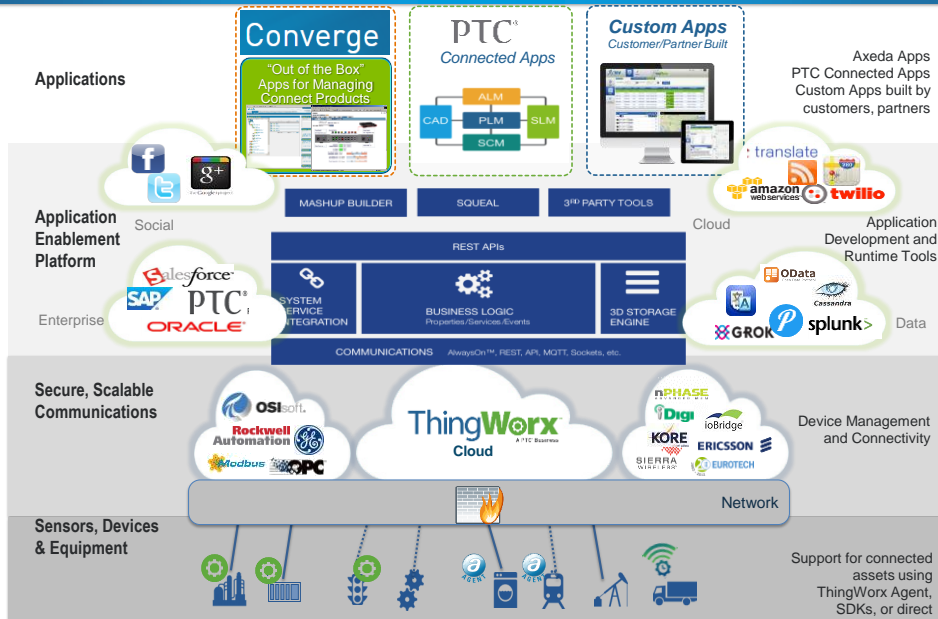 Applications
Converge
"Out of the Box"
Apps for Managing
Connect Products
PTC®
Connected Apps
ALM
CAD
PLM
SLM
SCM
Custom Apps
Customer/Partner Built
Axeda Apps
PTC Connected Apps
Custom Apps built by
customers, partners
Application
Enablement
Platform
f
t
g+
Social
MASHUP BUILDER
SQUEAL
3RD PARTY TOOLS
translate
amazon
webservices
twilio
Cloud
Application
Development and
Runtime Tools
REST APIs
SYSTEM
SERVICE
INTEGRATION
BUSINESS LOGIC
Properties/Services/Events
3D STORAGE
ENGINE
COMMUNICATIONS AlwaysOn™, REST, API, MQTT, Sockets, etc.
Enterprise
salesforce
SAP
PTC
ORACLE
OData
Cassandra
GROK
splunk>
Data
Secure, Scalable
Communications
OSIsoft.
Rockwell
Automation
Modbus
OPC
ThingWorx™
A PTC Business
Cloud
nPHASE
Digi
ioBridge
KORE
ERICSSON
SIERRA
WIRELESS
EUROTECH
Device Management
and Connectivity
Network
Sensors, Devices
& Equipment
a
AGENT
a
AGENT
Support for connected
assets using
ThingWorx Agent,
SDKs, or direct